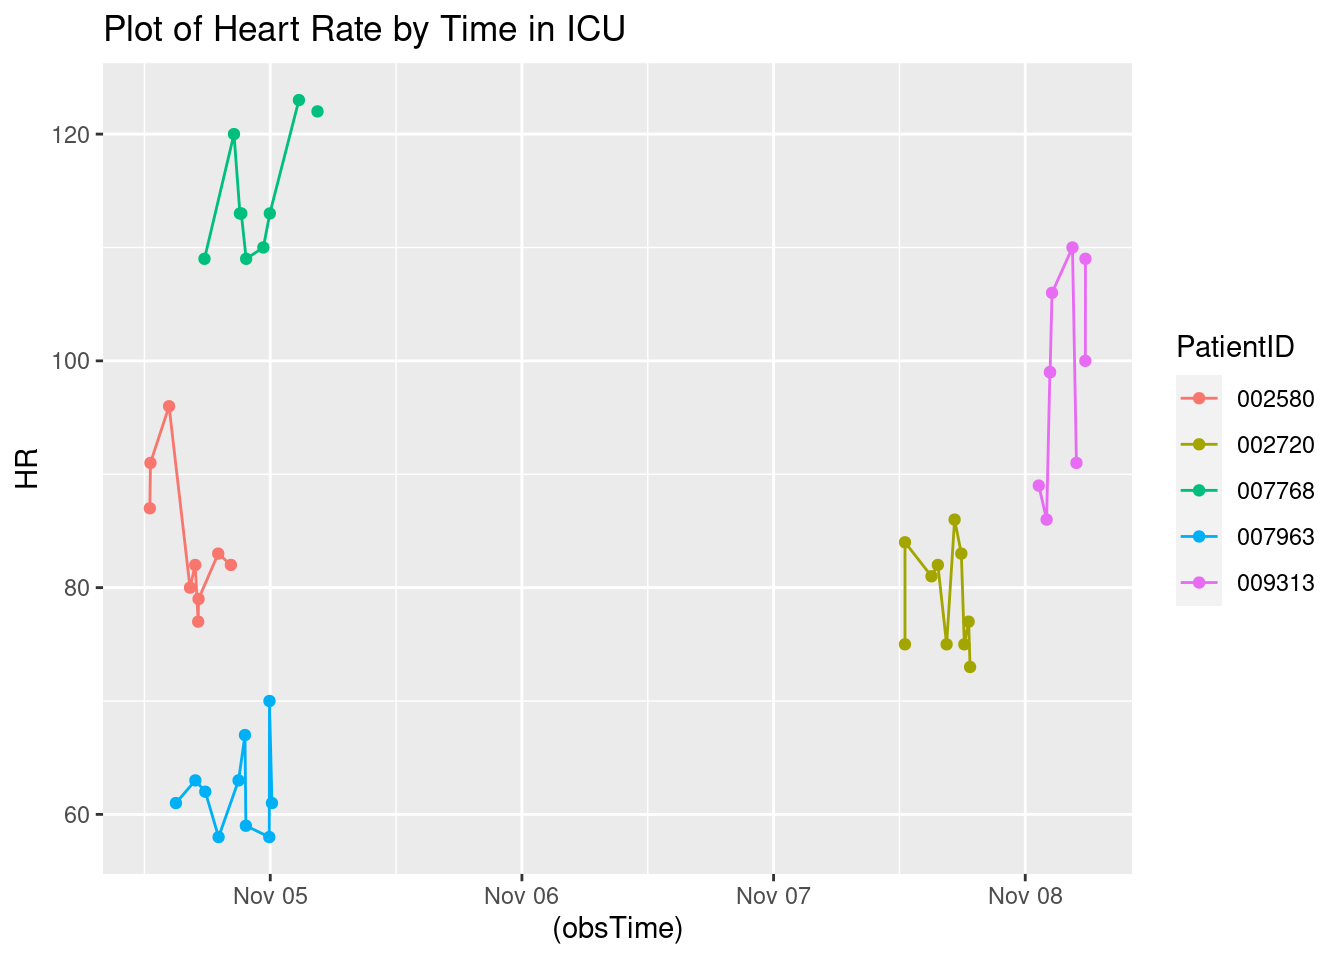 Plot of Heart Rate by Time in ICU
120
100
80
60
HR
Nov 05
Nov 06
Nov 07
Nov 08
(obsTime)
PatientID
002580
002720
007768
007963
009313